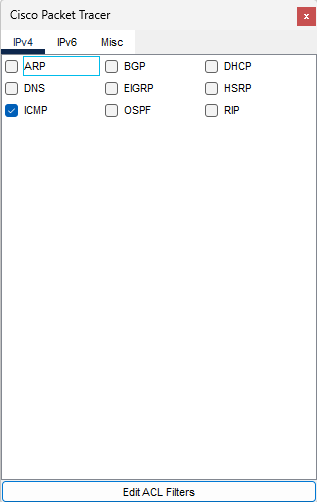 Cisco Packet Tracer
x
IPv4 IPv6 Misc
ARP BGP DHCP
DNS EIGRP HSRP
ICMP OSPF RIP
Edit ACL Filters